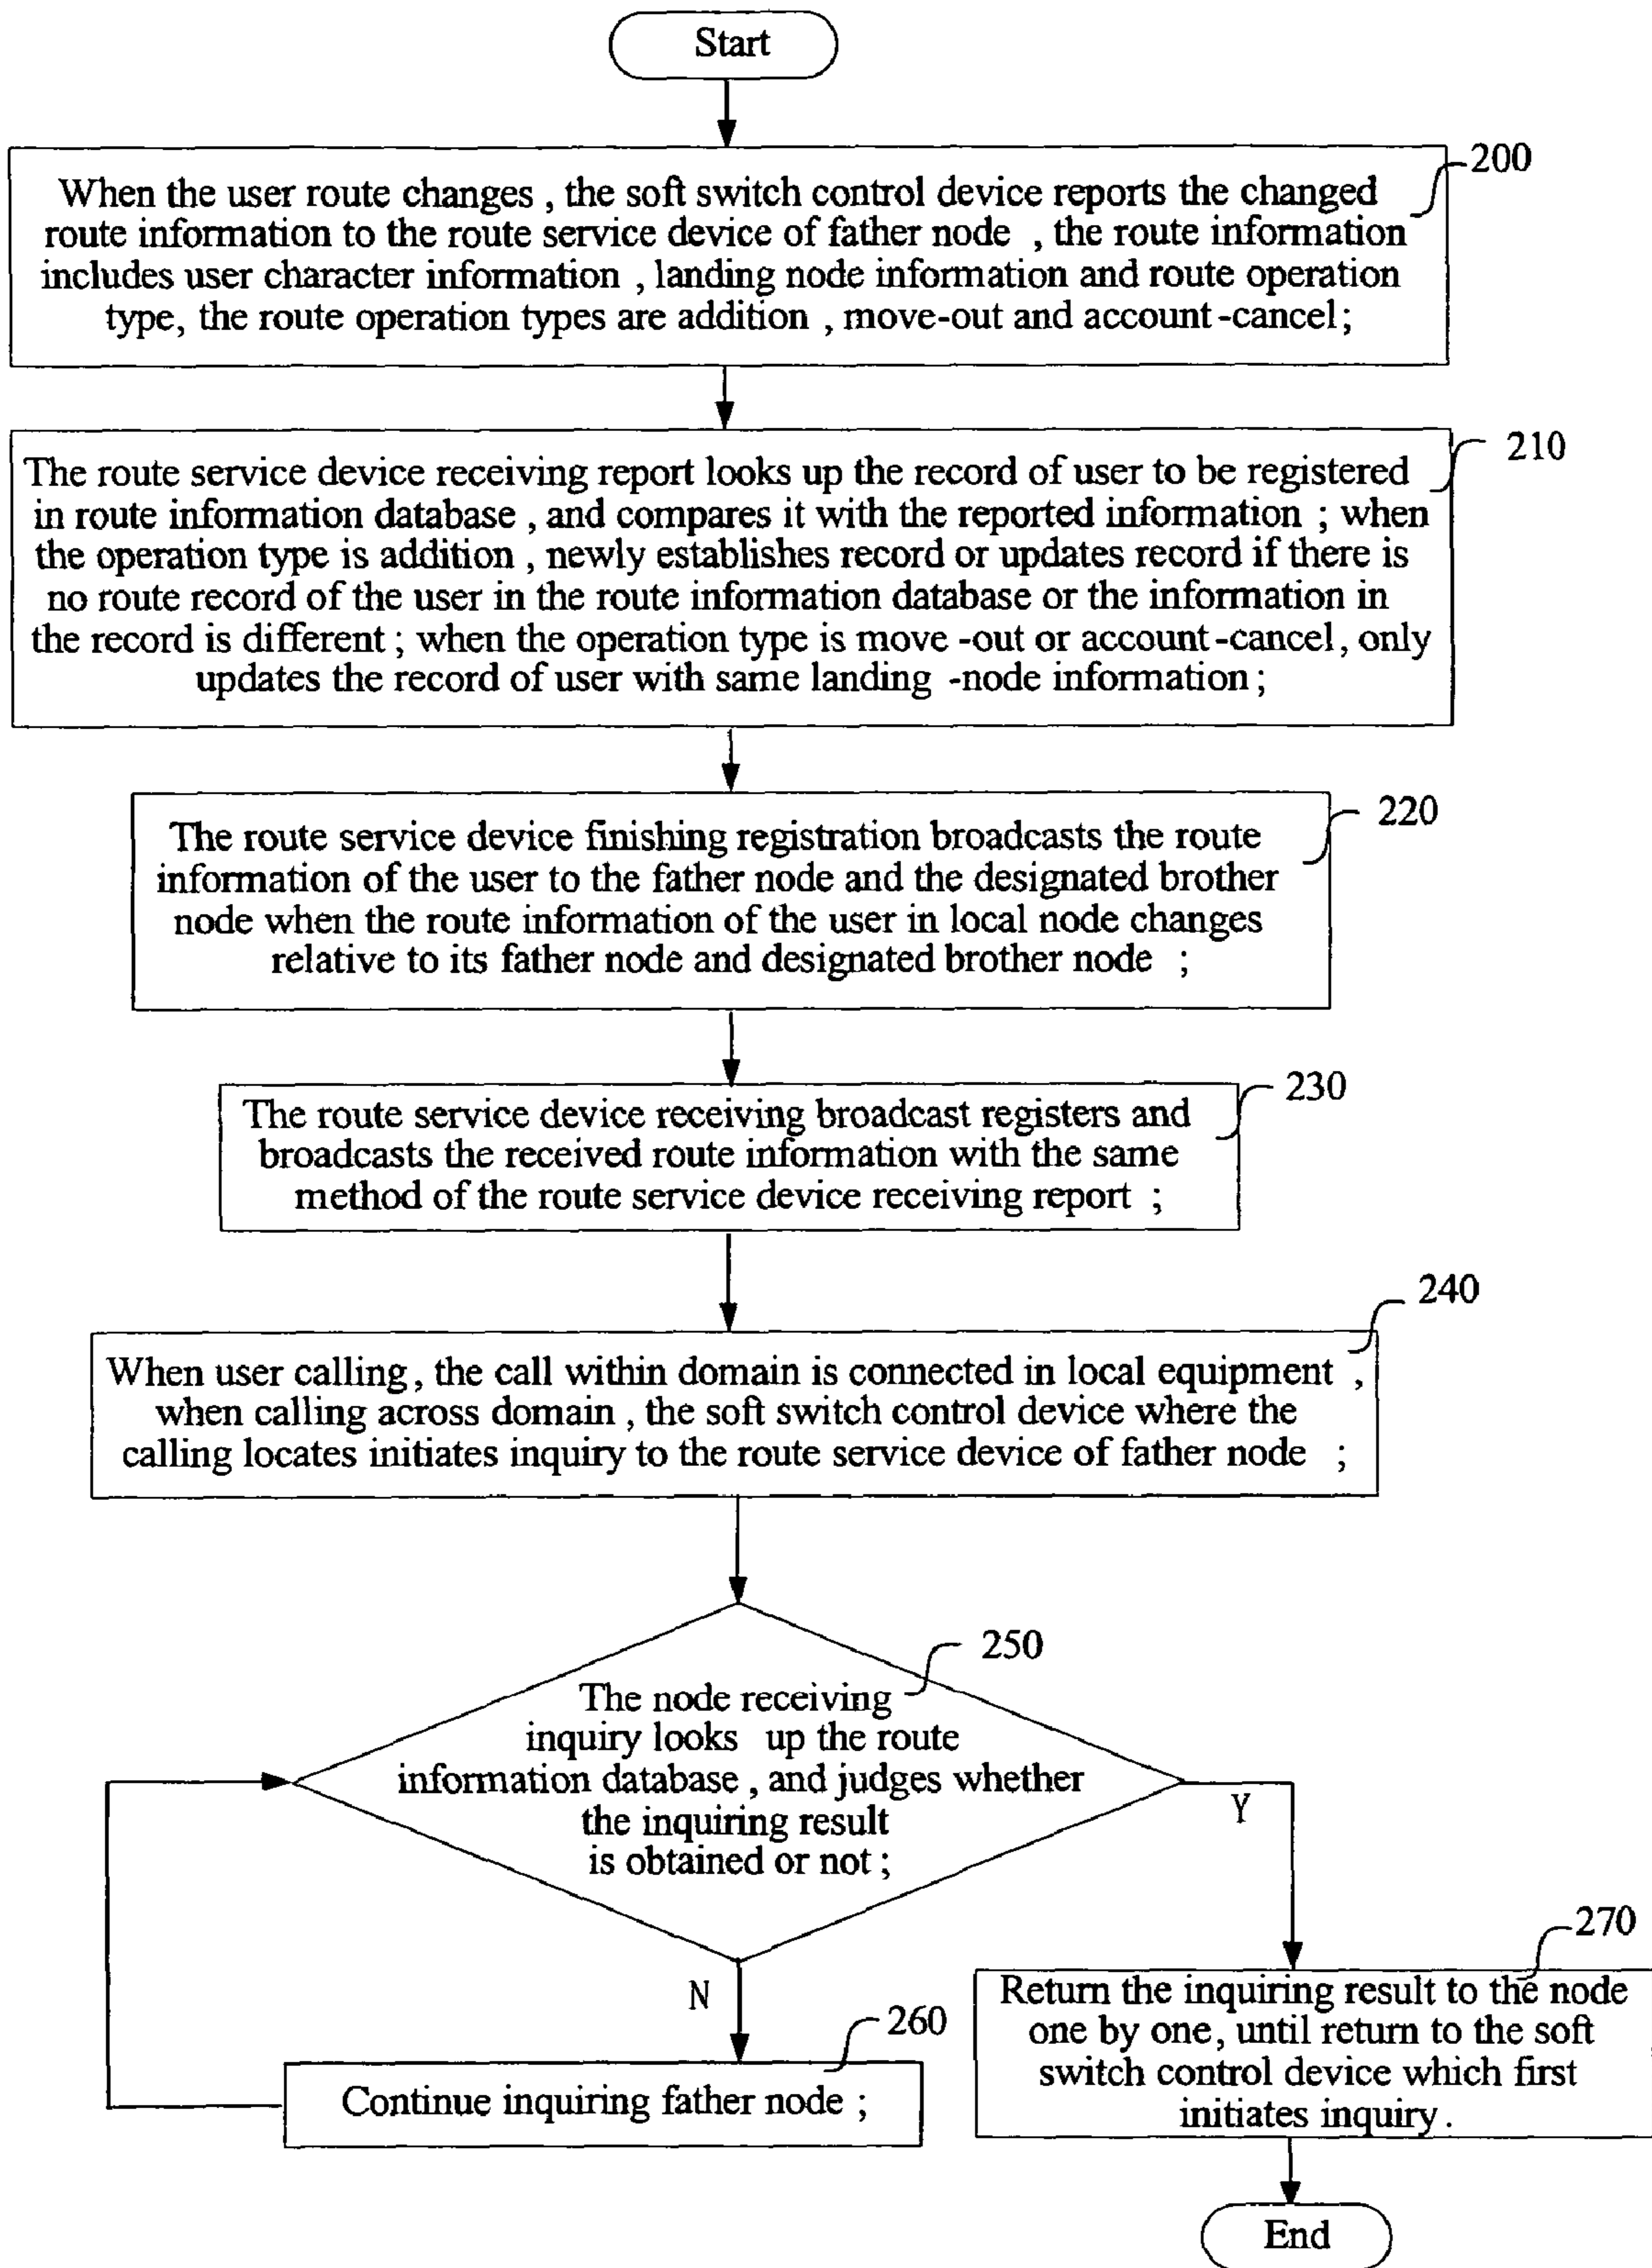 Start
200
When the user route changes , the soft switch control device reports the changed
route information to the route service device of father node , the route information
includes user character information , landing node information and route operation
type, the route operation types are addition , move-out and account-cancel;
210
The route service device receiving report looks up the record of user to be registered
in route information database , and compares it with the reported information ; when
the operation type is addition , newly establishes record or updates record if there is
no route record of the user in the route information database or the information in
the record is different ; when the operation type is move -out or account-cancel, only
updates the record of user with same landing -node information ;
220
The route service device finishing registration broadcasts the route
information of the user to the father node and the designated brother
node when the route information of the user in local node changes
relative to its father node and designated brother node ;
230
The route service device receiving broadcast registers and
broadcasts the received route information with the same
method of the route service device receiving report ;
240
When user calling, the call within domain is connected in local equipment ,
when calling across domain , the soft switch control device where the
calling locates initiates inquiry to the route service device of father node ;
250
The node receiving
inquiry looks up the route
information database , and judges whether
the inquiring result
is obtained or not ;
Y
N
260
Continue inquiring father node ;
270
Return the inquiring result to the node
one by one, until return to the soft
switch control device which first
initiates inquiry .
End